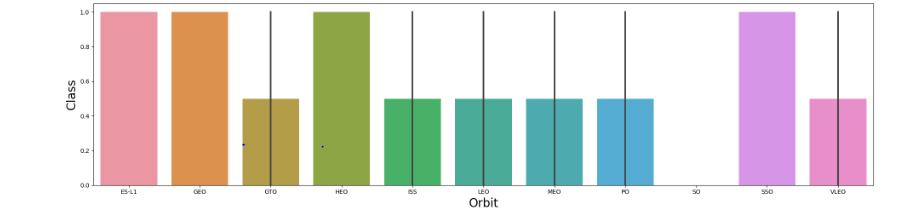 Class
1.0
0.8
0.6
0.4
0.2
0.0
ES-L1 GEO GTO HEO ISS LEO MEO PO SO SSO VLEO
Orbit